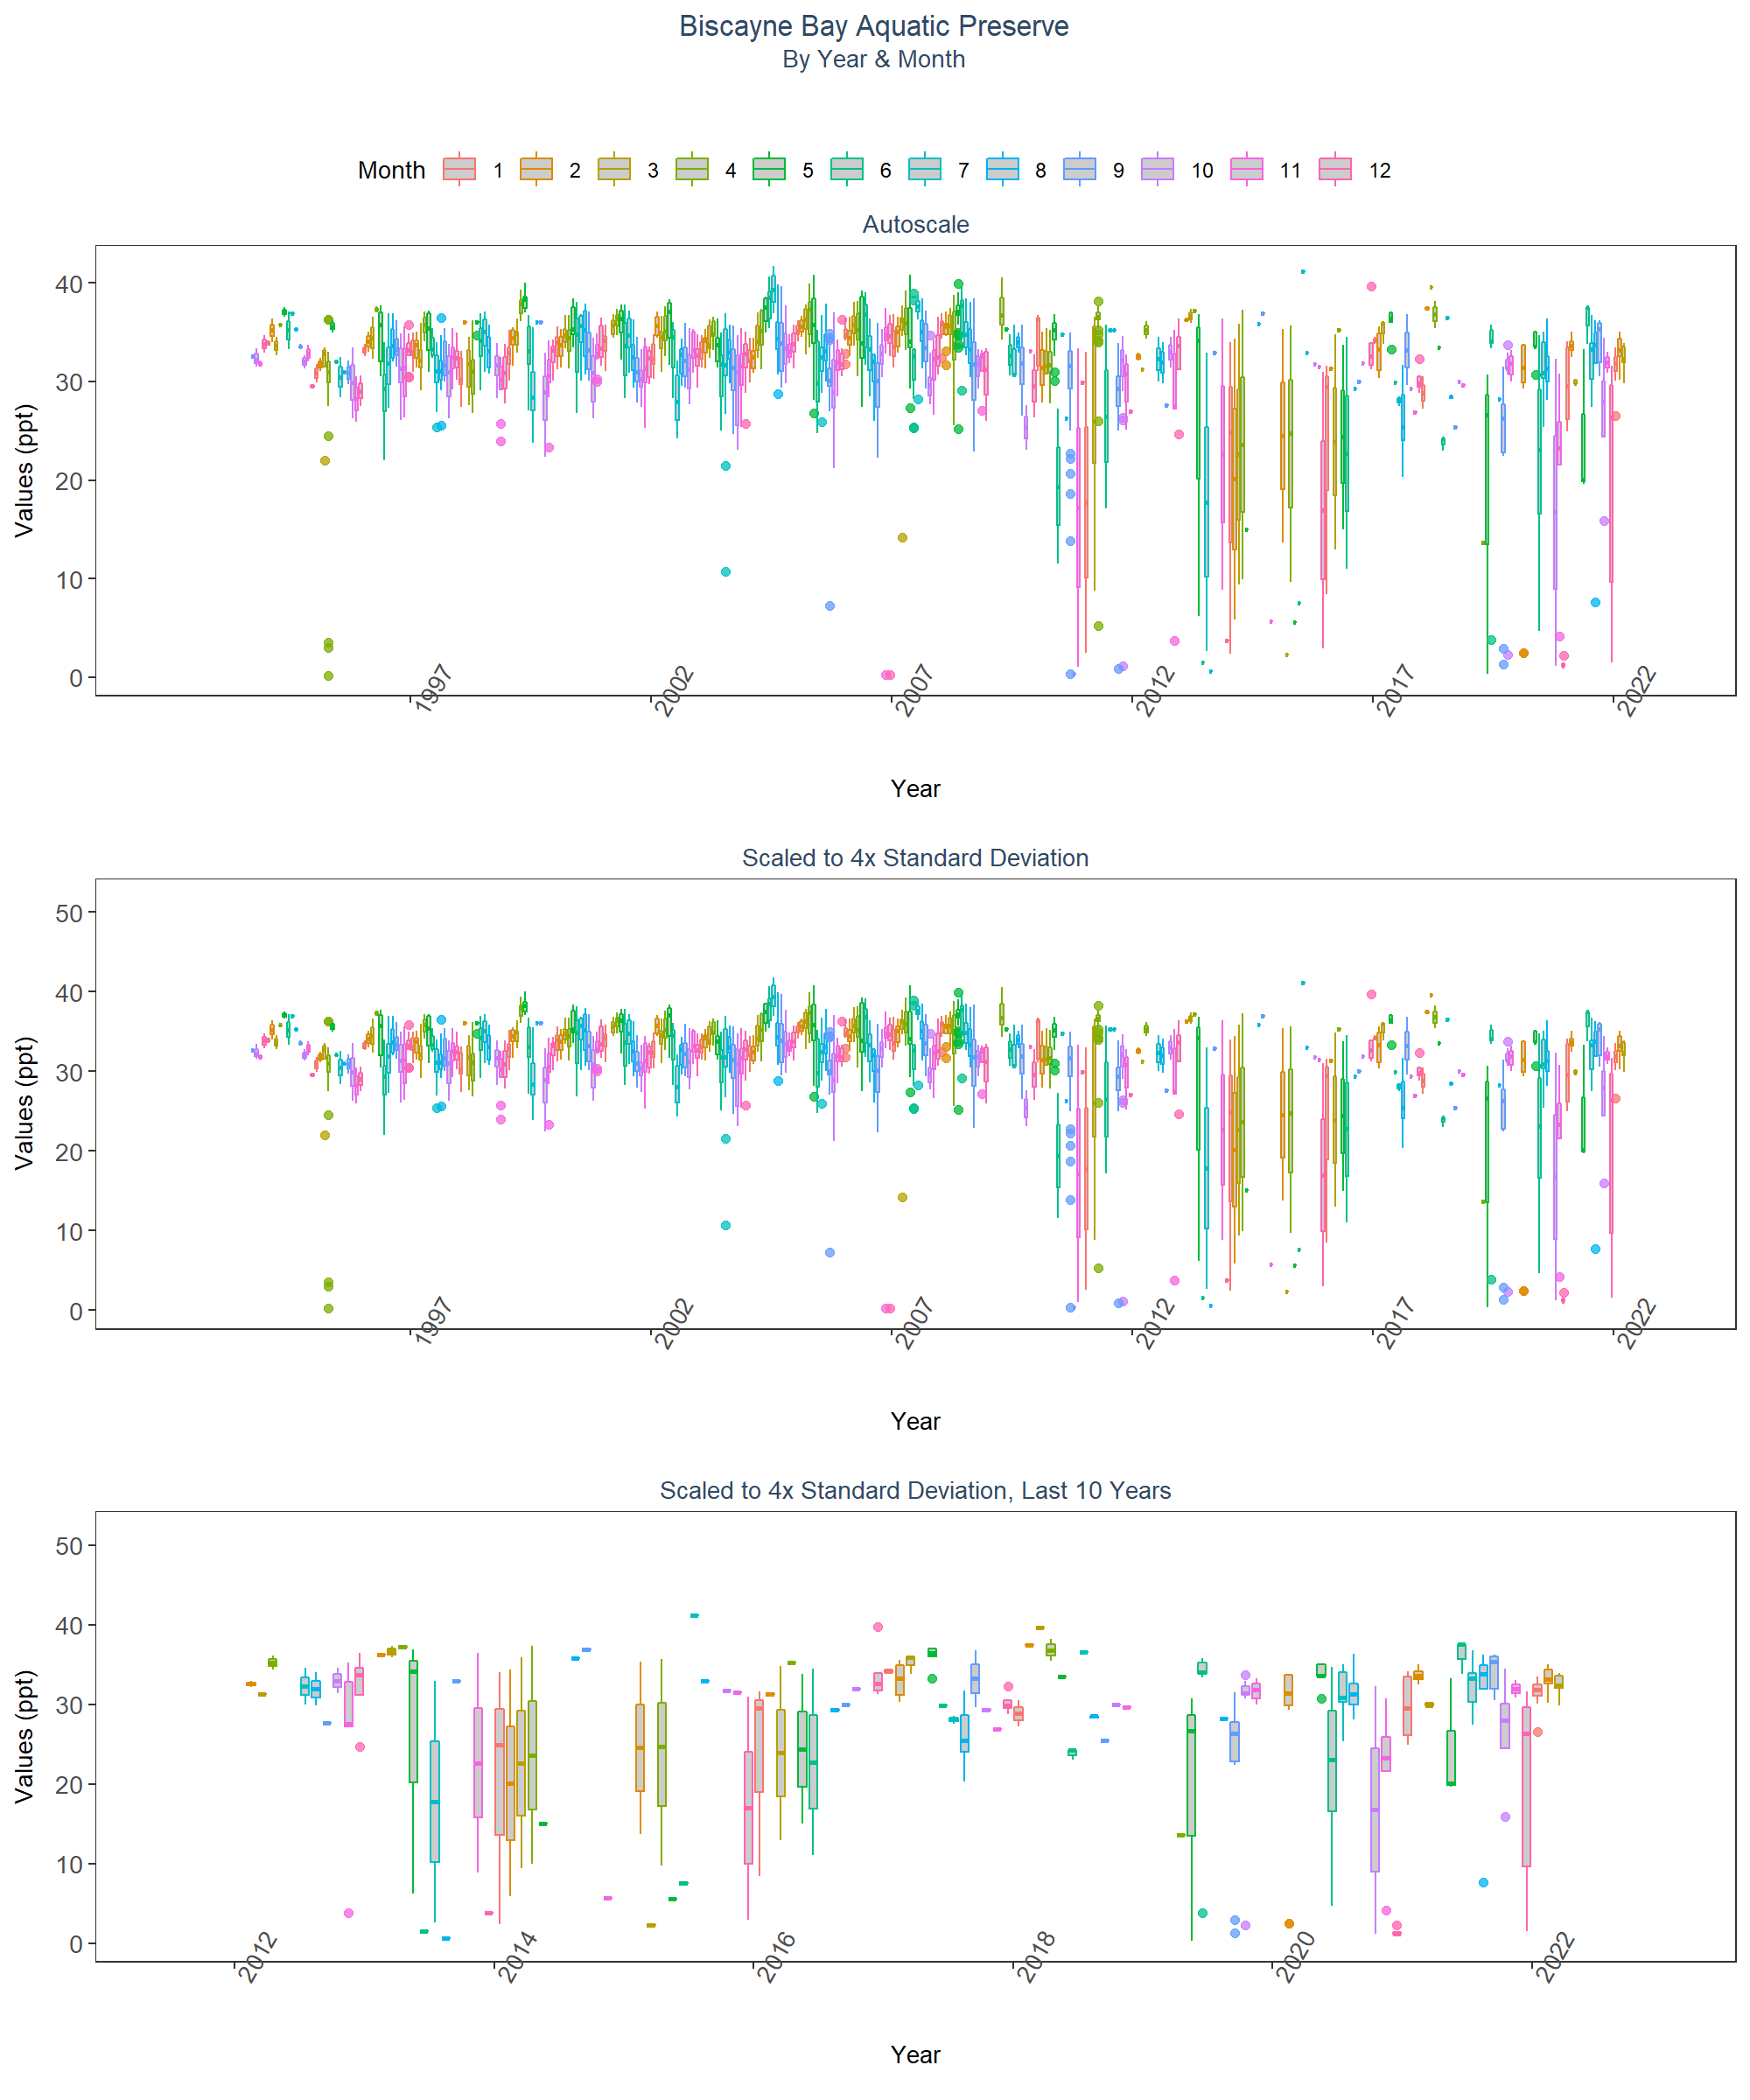 Biscayne Bay Aquatic Preserve
By Year & Month
Month 1 2 3 4 5 6 7 8 9 10 11 12
Autoscale
Values (ppt)
40
30
20
10
0
1997 2002 2007 2012 2017 2022
Year
Scaled to 4x Standard Deviation
Values (ppt)
50
40
30
20
10
0
1997 2002 2007 2012 2017 2022
Year
Scaled to 4x Standard Deviation, Last 10 Years
Values (ppt)
50
40
30
20
10
0
2012 2014 2016 2018 2020 2022
Year